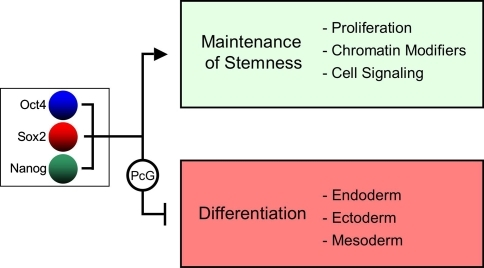 Oct4
Sox2
Nanog
PcG
Maintenance
of Stemness
- Proliferation
- Chromatin Modifiers
- Cell Signaling
Differentiation
- Endoderm
- Ectoderm
- Mesoderm